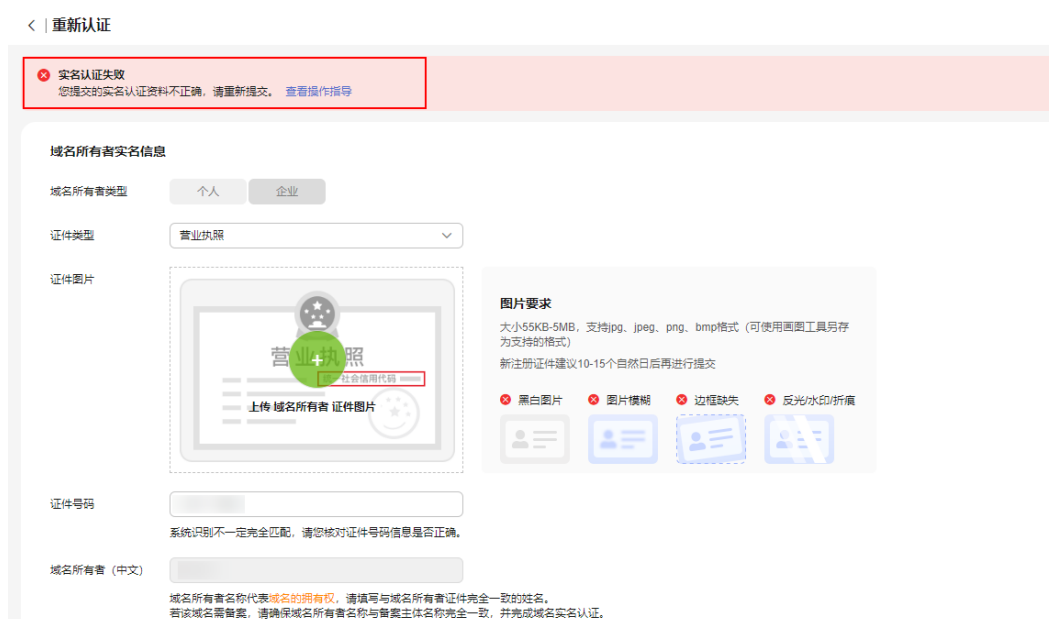 重新认证
实名认证失败
您提交的实名认证资料不正确，请重新提交。 查看操作指导
域名所有者实名信息
域名所有者类型 个人 企业
证件类型 营业执照
证件图片
营业执照
统一社会信用代码
上传 域名所有者 证件图片
图片要求
大小55KB-5MB，支持jpg、jpeg、png、bmp格式（可使用画图工具另存
为支持的格式）
新注册证件建议10-15个自然日后再进行提交
黑白图片 图片模糊 边框缺失 反光/水印/折痕
证件号码
系统识别不一定完全匹配，请您核对证件号码信息是否正确。
域名所有者（中文）
域名所有者名称代表域名的拥有权，请填写与域名所有者证件完全一致的姓名。
若该域名需备案，请确保域名所有者名称与备案主体名称完全一致，并完成域名实名认证。